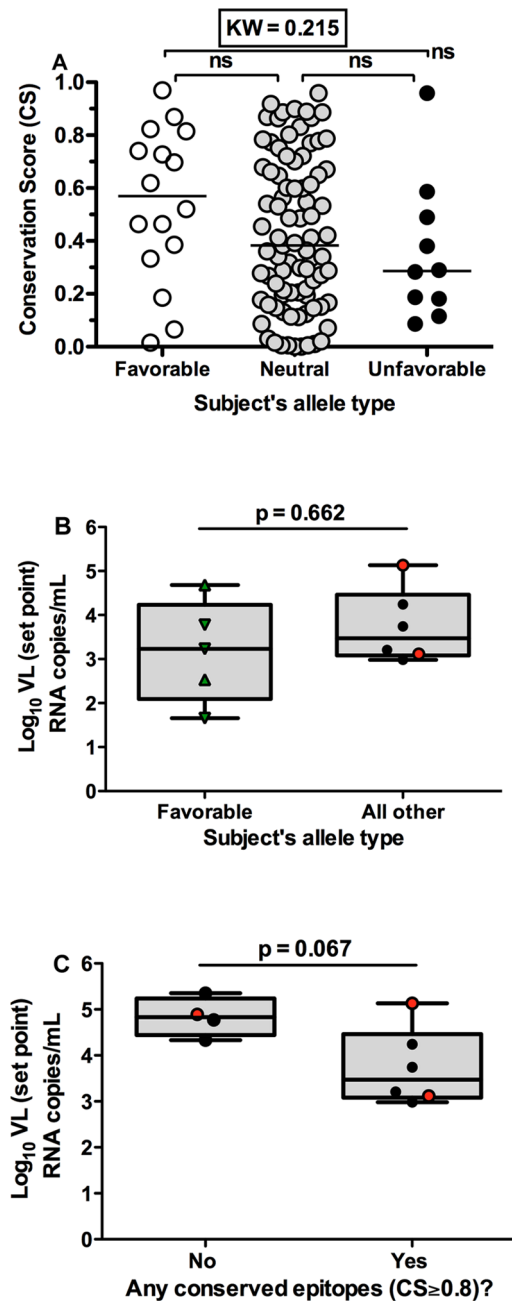 KW = 0.215
ns
ns
ns
A
Conservation Score (CS)
1.0
0.8
0.6
0.4
0.2
0.0
Favorable
Neutral
Unfavorable
Subject's allele type
B
p = 0.662
Log10 VL (set point)
RNA copies/mL
6
5
4
3
2
1
0
Favorable
All other
Subject's allele type
C
p = 0.067
Log10 VL (set point)
RNA copies/mL
6
5
4
3
2
1
0
No
Yes
Any conserved epitopes (CS≥0.8)?